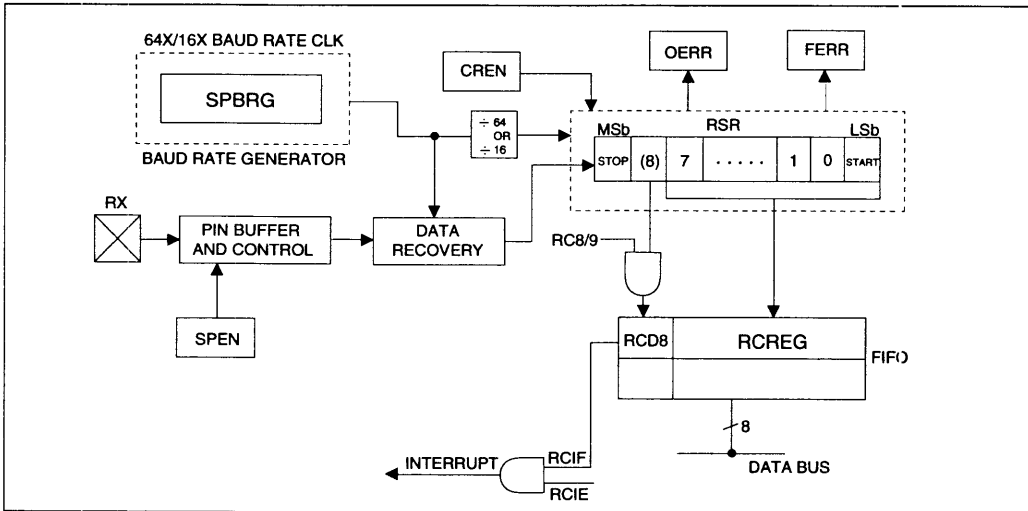 64X/16X BAUD RATE CLK
SPBRG
BAUD RATE GENERATOR
CREN
OERR
FERR
÷ 64
OR
÷ 16
MSb
RSR
LSb
STOP
(8)
7
. . . . .
1
0
START
RX
PIN BUFFER
AND CONTROL
DATA
RECOVERY
SPEN
RC8/9
RCD8
RCREG
FIFO
8
DATA BUS
INTERRUPT
RCIF
RCIE